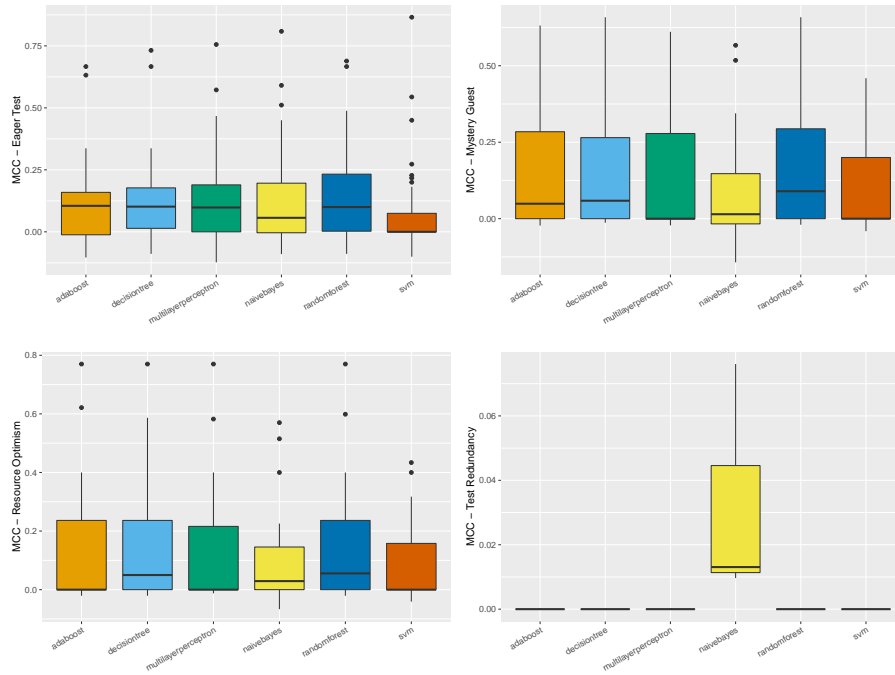 MCC − Eager Test
0.75
0.50
0.25
0.00
adaboost
decisiontree
multilayerperceptron
naivebayes
randomforest
svm
MCC − Mystery Guest
0.50
0.25
0.00
adaboost
decisiontree
multilayerperceptron
naivebayes
randomforest
svm
MCC − Resource Optimism
0.8
0.6
0.4
0.2
0.0
adaboost
decisiontree
multilayerperceptron
naivebayes
randomforest
svm
MCC − Test Redundancy
0.06
0.04
0.02
0.00
adaboost
decisiontree
multilayerperceptron
naivebayes
randomforest
svm